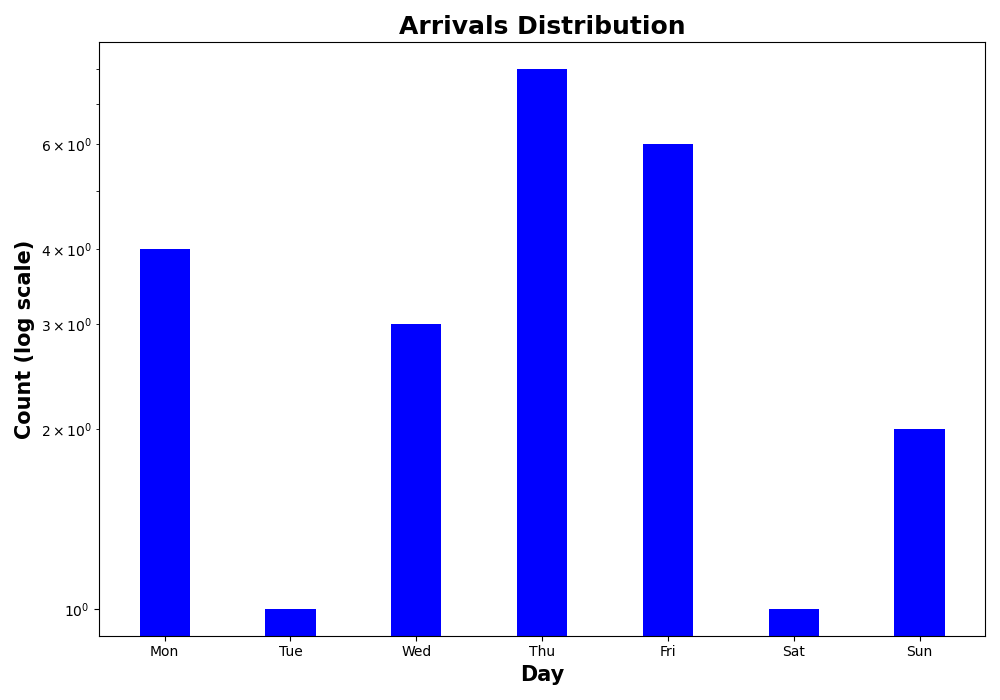 Arrivals Distribution
6 × 10⁰
4 × 10⁰
3 × 10⁰
2 × 10⁰
10⁰
Count (log scale)
Mon Tue Wed Thu Fri Sat Sun
Day